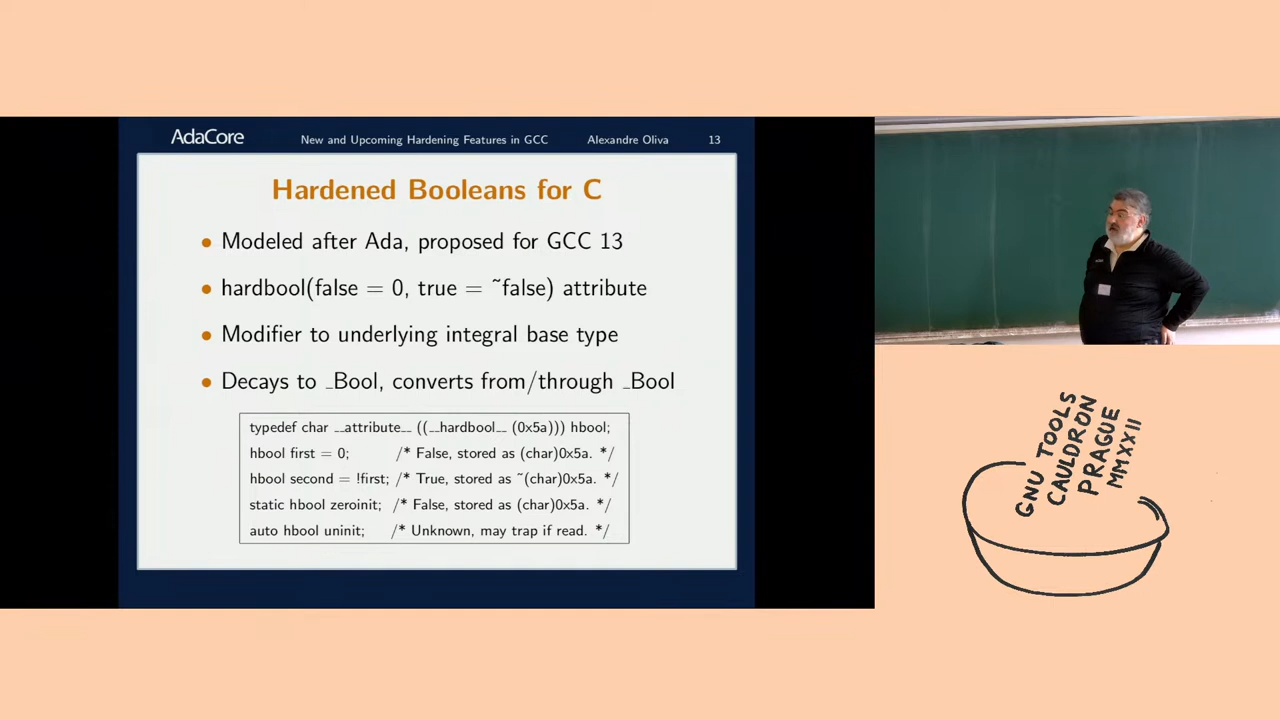 AdaCore New and Upcoming Hardening Features in GCC Alexandre Oliva 13
Hardened Booleans for C
• Modeled after Ada, proposed for GCC 13
• hardbool(false = 0, true = ~false) attribute
• Modifier to underlying integral base type
• Decays to _Bool, converts from/through _Bool
typedef char __attribute__ ((__hardbool__ (0x5a))) hbool;
hbool first = 0; /* False, stored as (char)0x5a. */
hbool second = !first; /* True, stored as ~(char)0x5a. */
static hbool zeroinit; /* False, stored as (char)0x5a. */
auto hbool uninit; /* Unknown, may trap if read. */
GNU TOOLS
CAULDRON
PRAGUE
MMXXII